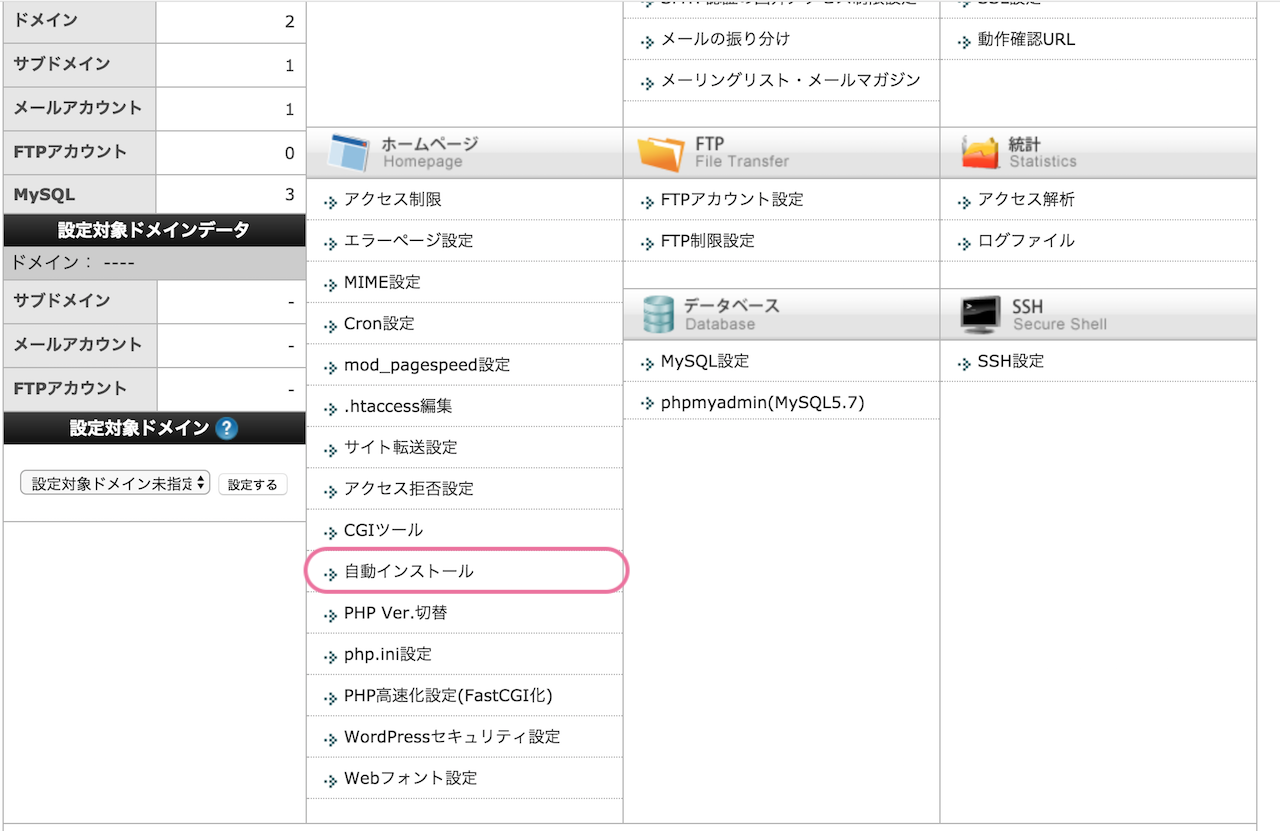 ドメイン 2
サブドメイン 1
メールアカウント 1
FTPアカウント 0
MySQL 3
設定対象ドメインデータ
ドメイン： ----
サブドメイン -
メールアカウント -
FTPアカウント -
設定対象ドメイン ?
設定対象ドメイン未指定 設定する
ホームページ
Homepage
アクセス制限
エラーページ設定
MIME設定
Cron設定
mod_pagespeed設定
.htaccess編集
サイト転送設定
アクセス拒否設定
CGIツール
自動インストール
PHP Ver.切替
php.ini設定
PHP高速化設定(FastCGI化)
WordPressセキュリティ設定
Webフォント設定
メールの振り分け
メーリングリスト・メールマガジン
FTP
File Transfer
FTPアカウント設定
FTP制限設定
データベース
Database
MySQL設定
phpmyadmin(MySQL5.7)
動作確認URL
統計
Statistics
アクセス解析
ログファイル
SSH
Secure Shell
SSH設定